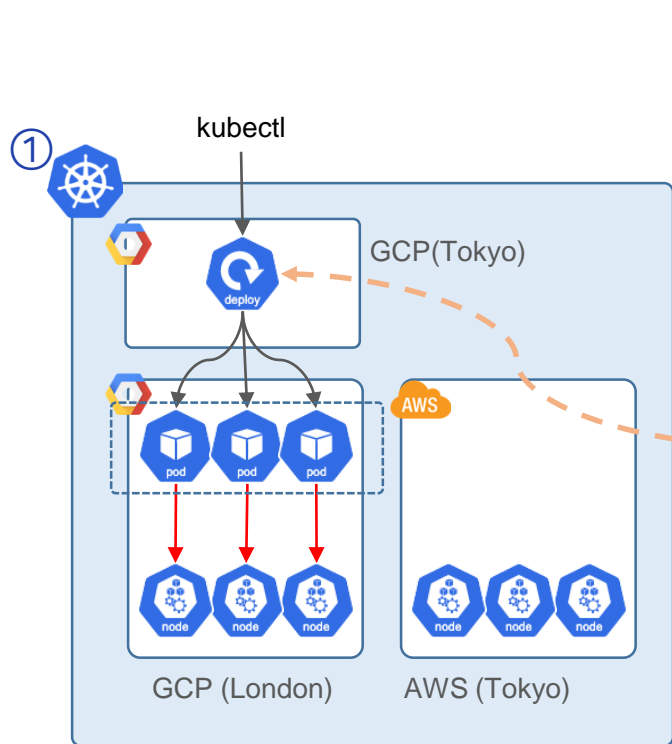 kubectl
①
GCP(Tokyo)
deploy
AWS
pod pod pod
node node node node node node
GCP (London) AWS (Tokyo)